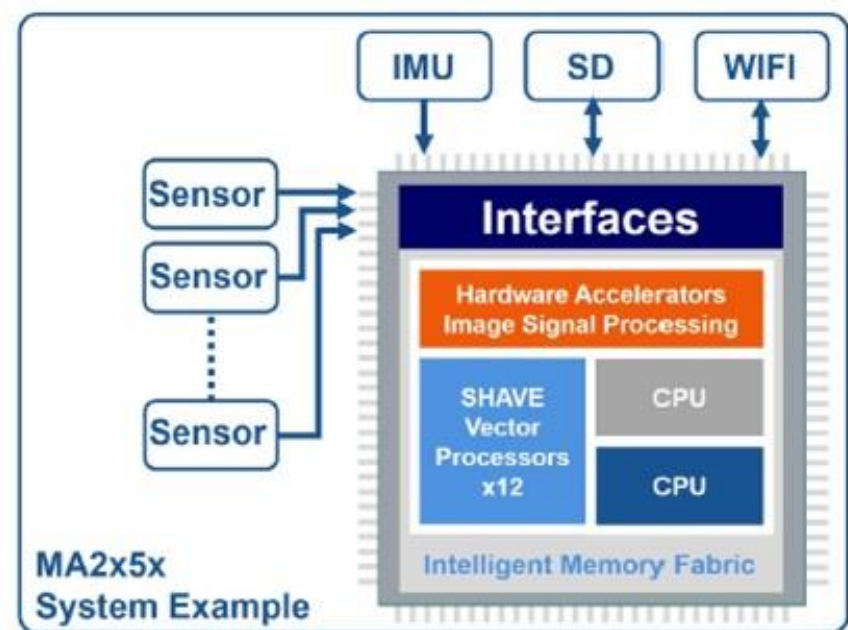 IMU
SD
WIFI
Sensor
Sensor
Sensor
Interfaces
Hardware Accelerators
Image Signal Processing
SHAVE
Vector
Processors
x12
CPU
CPU
Intelligent Memory Fabric
MA2x5x
System Example